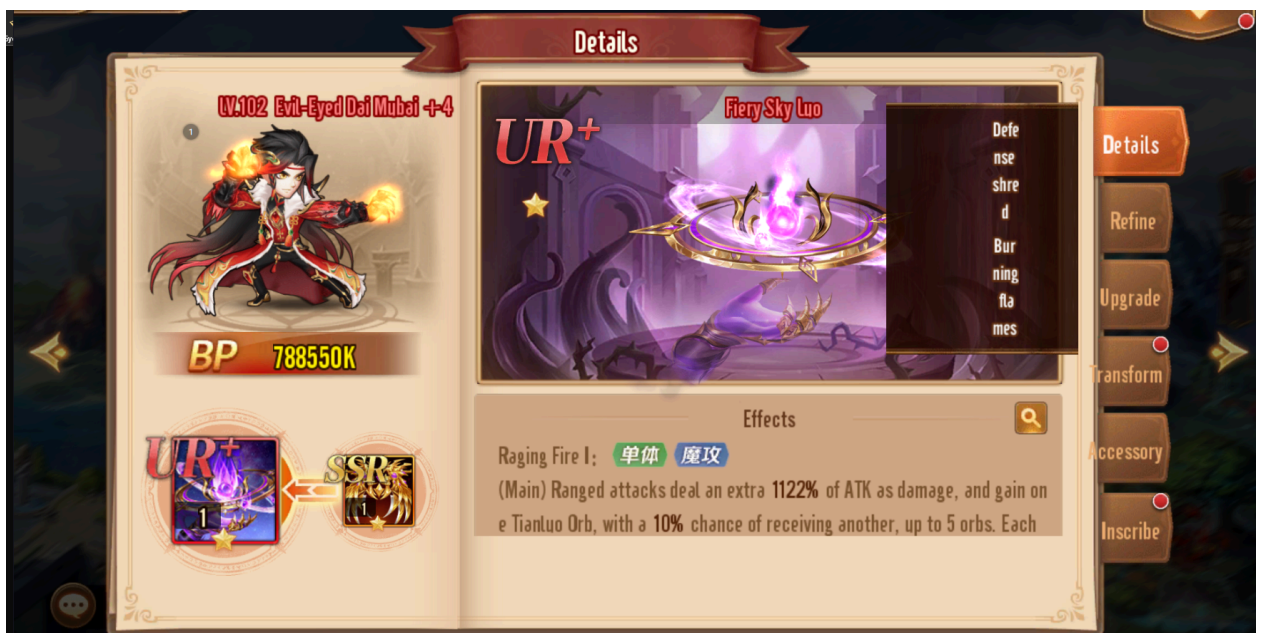 Details
LV.102 Evil-Eyed Dai Mubai +4
1
BP 788550K
UR+
1
SSR
1
UR+
Fiery Sky Luo
Defe
nse
shre
d
Bur
ning
fla
mes
Effects
Raging Fire I: 单体 魔攻
(Main) Ranged attacks deal an extra 1122% of ATK as damage, and gain on
e Tianluo Orb, with a 10% chance of receiving another, up to 5 orbs. Each
Details
Refine
Upgrade
Transform
Accessory
Inscribe